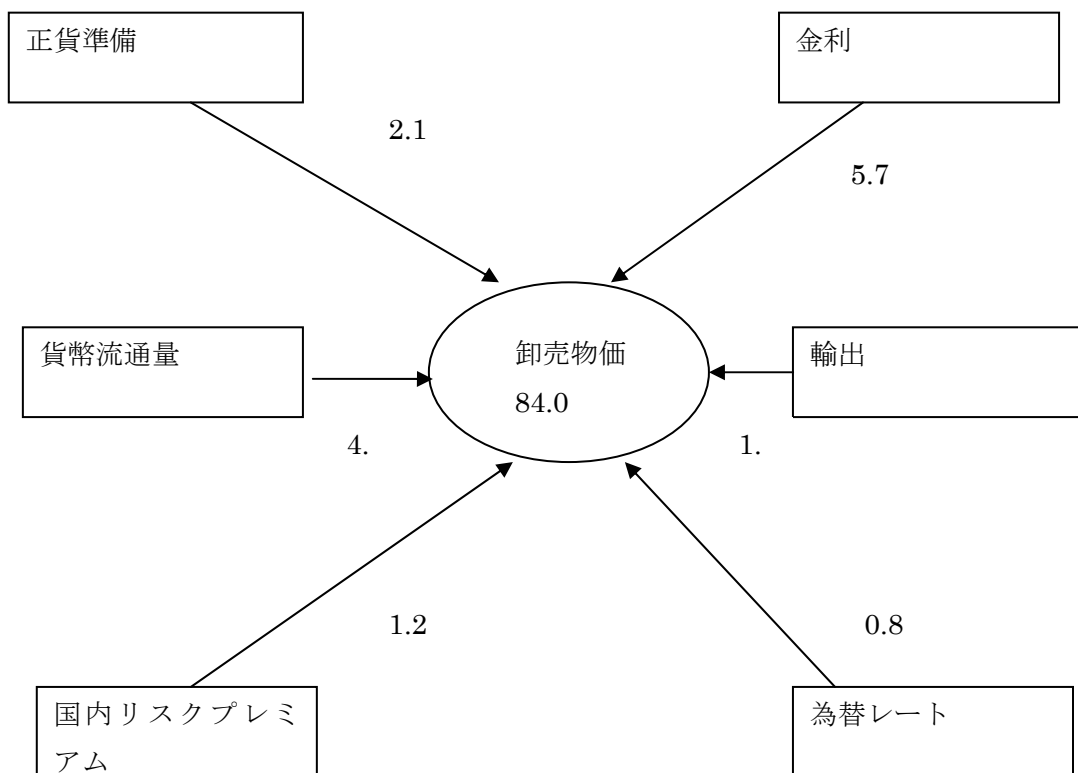 正貨準備
金利
2.1
5.7
貨幣流通量
卸売物価
84.0
輸出
4.
1.
1.2
0.8
国内リスクプレミ
アム
為替レート